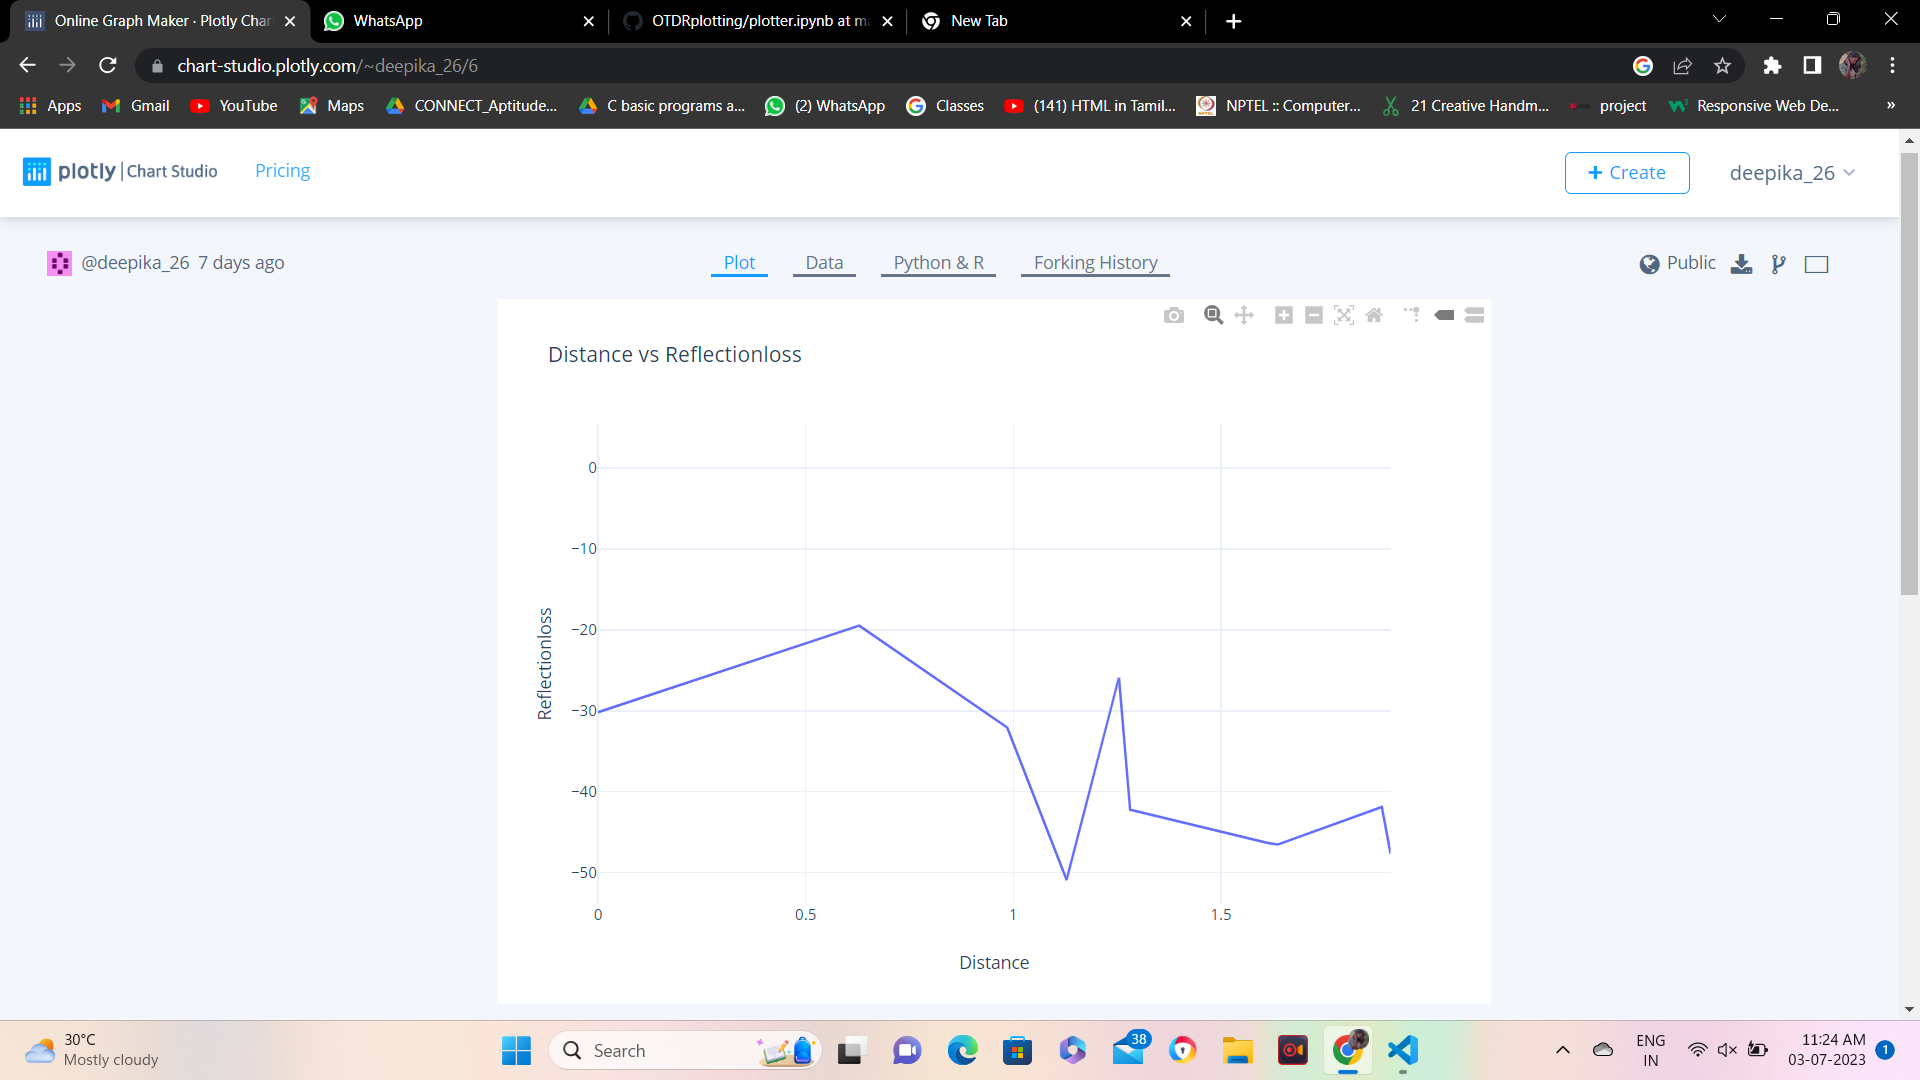 Online Graph Maker · Plotly Char
WhatsApp
OTDRplotting/plotter.ipynb at ma
New Tab
chart-studio.plotly.com/~deepika_26/6
Apps
Gmail
YouTube
Maps
CONNECT_Aptitude...
C basic programs a...
(2) WhatsApp
Classes
(141) HTML in Tamil...
NPTEL :: Computer...
21 Creative Handm...
project
Responsive Web De...
»
plotly | Chart Studio
Pricing
+ Create
deepika_26
@deepika_26 7 days ago
Plot
Data
Python & R
Forking History
Public
Distance vs Reflectionloss
0
−10
−20
−30
−40
−50
Reflectionloss
0
0.5
1
1.5
Distance
30°C
Mostly cloudy
Search
38
ENG
IN
11:24 AM
03-07-2023
1